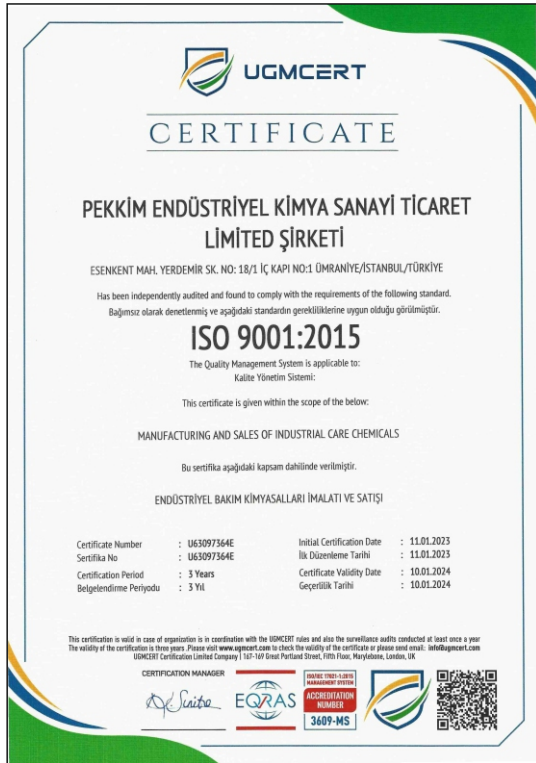 UGMCERT
CERTIFICATE
PEKKİM ENDÜSTRİYEL KİMYA SANAYİ TİCARET
LIMITED ŞİRKETİ
ESENKENT MAH. YERDEMİR SK. NO: 18/1 İÇ KAPI NO:1 ÜMRANİYE/İSTANBUL/TÜRKİYE
Has been independently audited and found to comply with the requirements of the following standard.
Bağımsız olarak denetlenmiş ve aşağıdaki standardın gerekliliklerine uygun olduğu görülmüştür.
ISO 9001:2015
The Quality Management System is applicable to:
Kalite Yönetim Sistemi:
This certificate is given within the scope of the below:
MANUFACTURING AND SALES OF INDUSTRIAL CARE CHEMICALS
Bu sertifika aşağıdaki kapsam dahilinde verilmiştir.
ENDÜSTRİYEL BAKIM KİMYASALLARI İMALATI VE SATIŞI
Certificate Number : U63097364E Initial Certification Date : 11.01.2023
Sertifika No : U63097364E İlk Düzenleme Tarihi : 11.01.2023
Certification Period : 3 Years Certificate Validity Date : 10.01.2024
Belgelendirme Periyodu : 3 Yıl Geçerlilik Tarihi : 10.01.2024
This certification is valid in case of organization is in coordination with the UGMCERT rules and also the surveillance audits conducted at least once a year
The validity of the certification is three years .Please visit www.ugmcert.com to check the validity of the certificate or please send email: info@ugmcert.com
UGMCERT Certification Limited Company | 167-169 Great Portland Street, Fifth Floor, Marylebone, London, UK
CERTIFICATION MANAGER
EQRAS
ISO/IEC 17021-1:2015
MANAGEMENT SYSTEM
ACCREDITATION
NUMBER
3609-MS